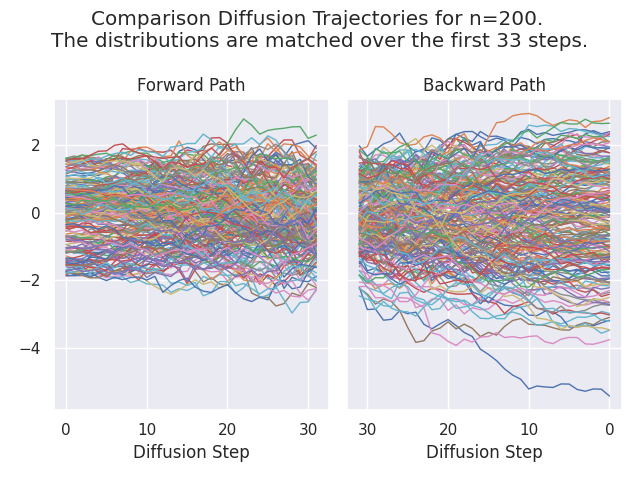 Comparison Diffusion Trajectories for n=200.
The distributions are matched over the first 33 steps.
Forward Path
Backward Path
2
0
−2
−4
0 10 20 30
30 20 10 0
Diffusion Step
Diffusion Step